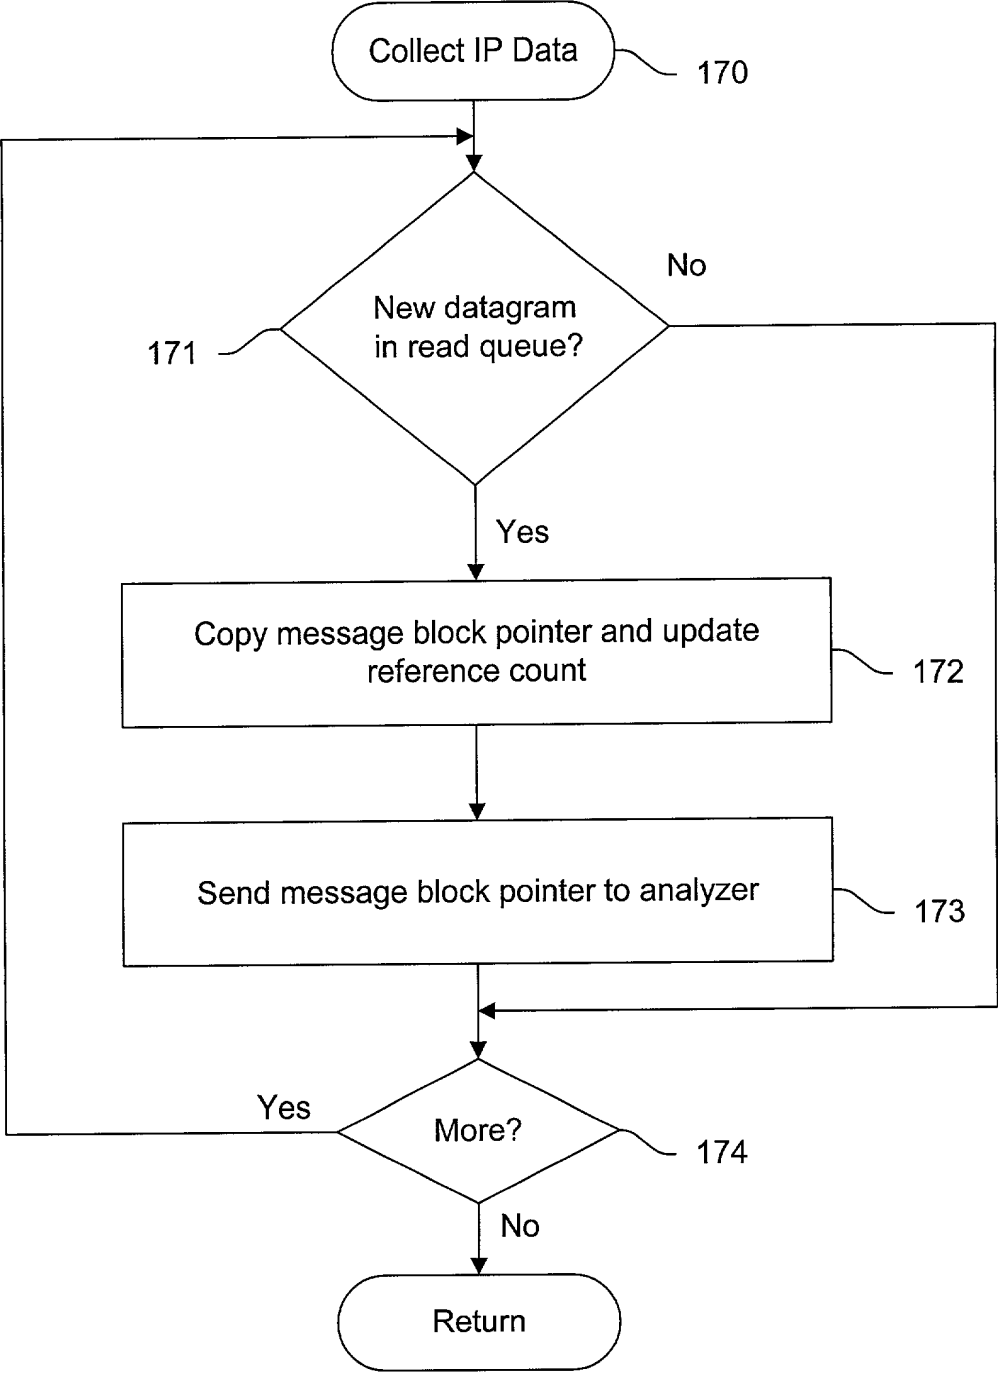 Collect IP Data
170
No
New datagram
in read queue?
171
Yes
Copy message block pointer and update
reference count
172
Send message block pointer to analyzer
173
Yes
More?
174
No
Return